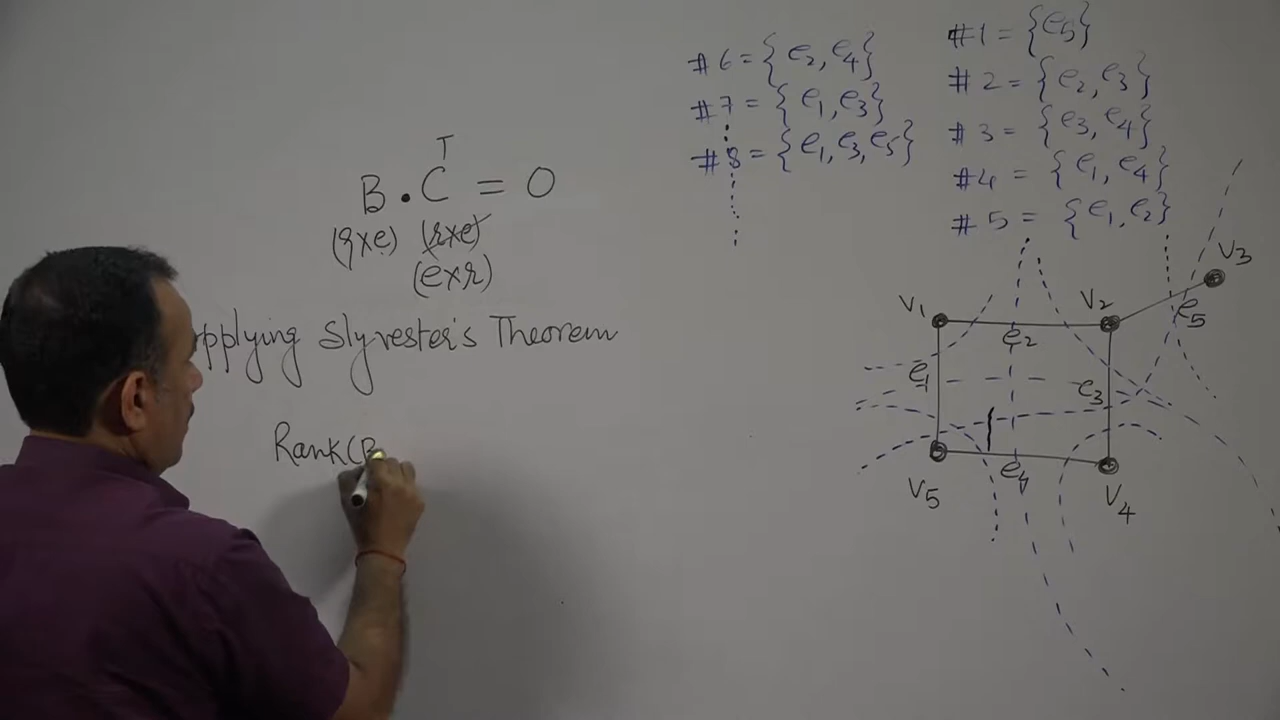 B . Cᵀ = 0
(q×e) (r×e)
(e×r)
pplying Slyvester's Theorem
Rank(B
#6 = {e₂, e₄}
#7 = {e₁, e₃}
#8 = {e₁, e₃, e₅}
#1 = {e₅}
#2 = {e₂, e₃}
#3 = {e₃, e₄}
#4 = {e₁, e₄}
#5 = {e₁, e₂}
V₃
V₁ V₂
e₅
e₂
e₁ e₃
e₄
V₅ V₄